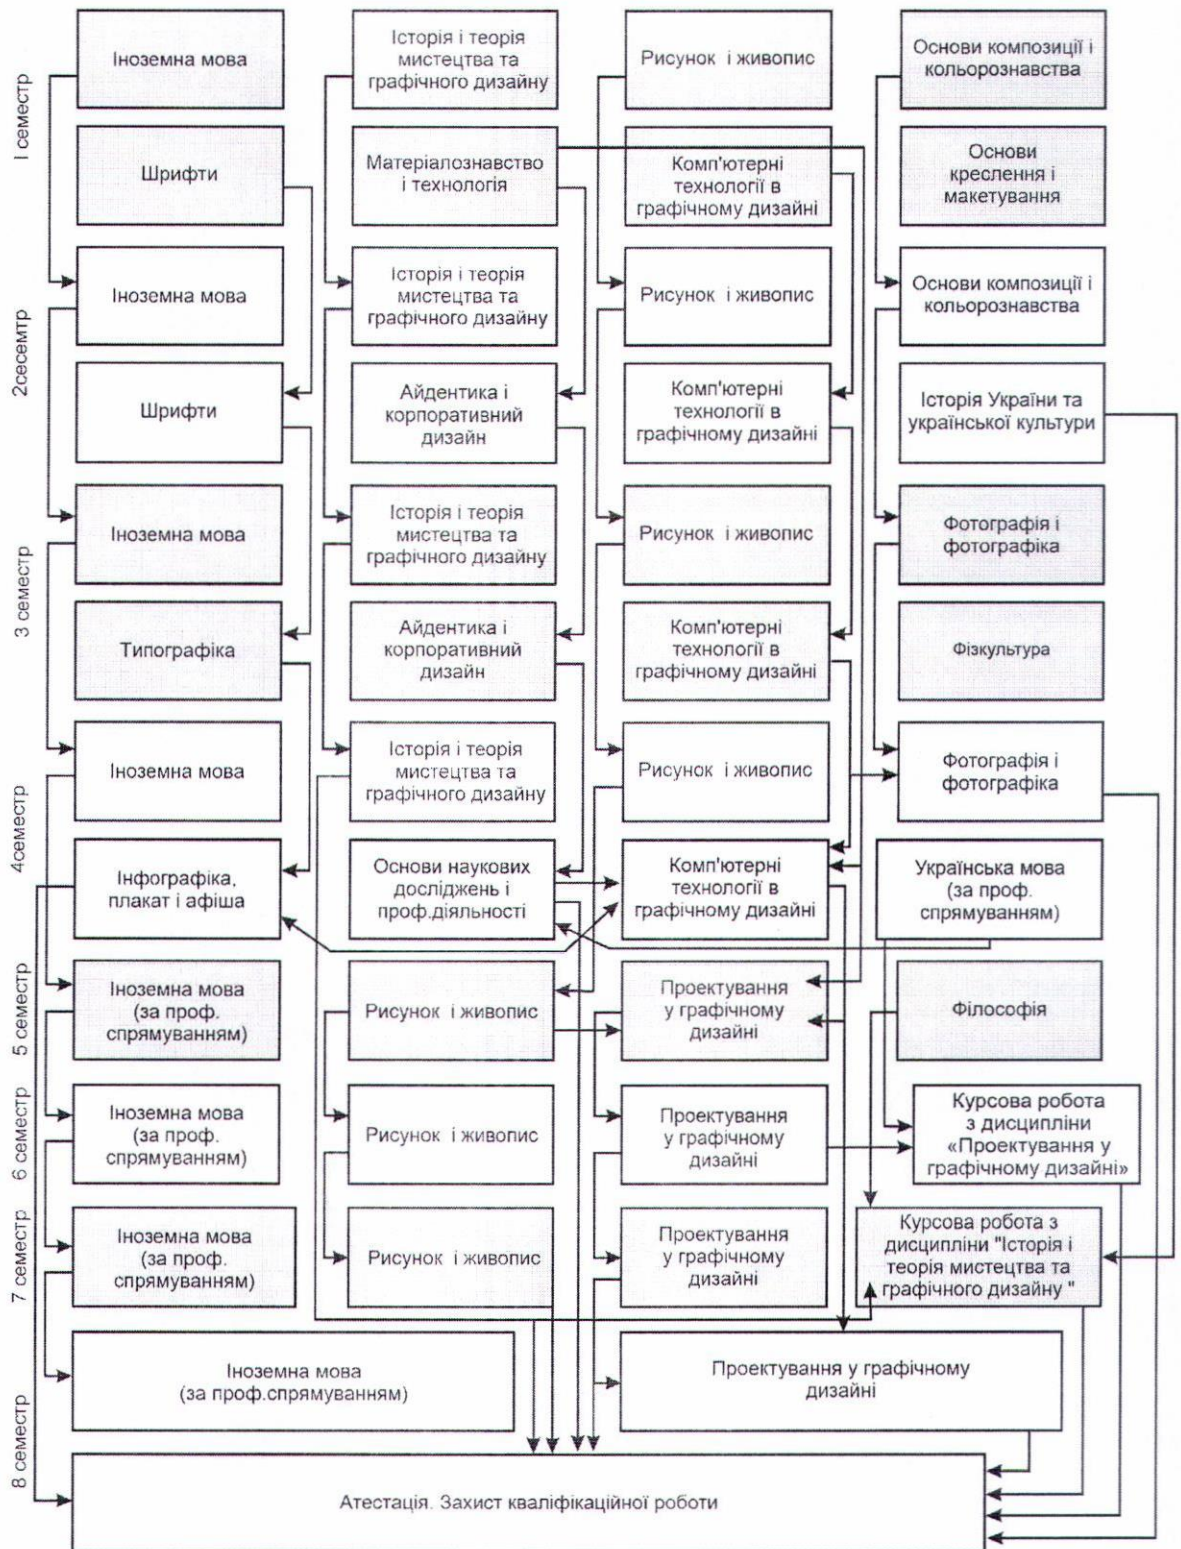 1 семестр
Іноземна мова
Історія і теорія
мистецтва та
графічного дизайну
Рисунок і живопис
Основи композиції і
кольорознавства
Шрифти
Матеріалознавство
і технологія
Комп'ютерні
технології в
графічному дизайні
Основи
креслення і
макетування
2сесемтр
Іноземна мова
Історія і теорія
мистецтва та
графічного дизайну
Рисунок і живопис
Основи композиції і
кольорознавства
Шрифти
Айдентика і
корпоративний
дизайн
Комп'ютерні
технології в
графічному дизайні
Історія України та
української культури
3 семестр
Іноземна мова
Історія і теорія
мистецтва та
графічного дизайну
Рисунок і живопис
Фотографія і
фотографіка
Типографіка
Айдентика і
корпоративний
дизайн
Комп'ютерні
технології в
графічному дизайні
Фізкультура
4семестр
Іноземна мова
Історія і теорія
мистецтва та
графічного дизайну
Рисунок і живопис
Фотографія і
фотографіка
Інфографіка,
плакат і афіша
Основи наукових
досліджень і
проф.діяльності
Комп'ютерні
технології в
графічному дизайні
Українська мова
(за проф.
спрямуванням)
5 семестр
Іноземна мова
(за проф.
спрямуванням)
Рисунок і живопис
Проектування
у графічному
дизайні
Філософія
6 семестр
Іноземна мова
(за проф.
спрямуванням)
Рисунок і живопис
Проектування
у графічному
дизайні
Курсова робота
з дисципліни
«Проектування у
графічному дизайні»
7 семестр
Іноземна мова
(за проф.
спрямуванням)
Рисунок і живопис
Проектування
у графічному
дизайні
Курсова робота з
дисципліни "Історія і
теорія мистецтва та
графічного дизайну "
8 семестр
Іноземна мова
(за проф.спрямуванням)
Проектування у графічному
дизайні
Атестація. Захист кваліфікаційної роботи